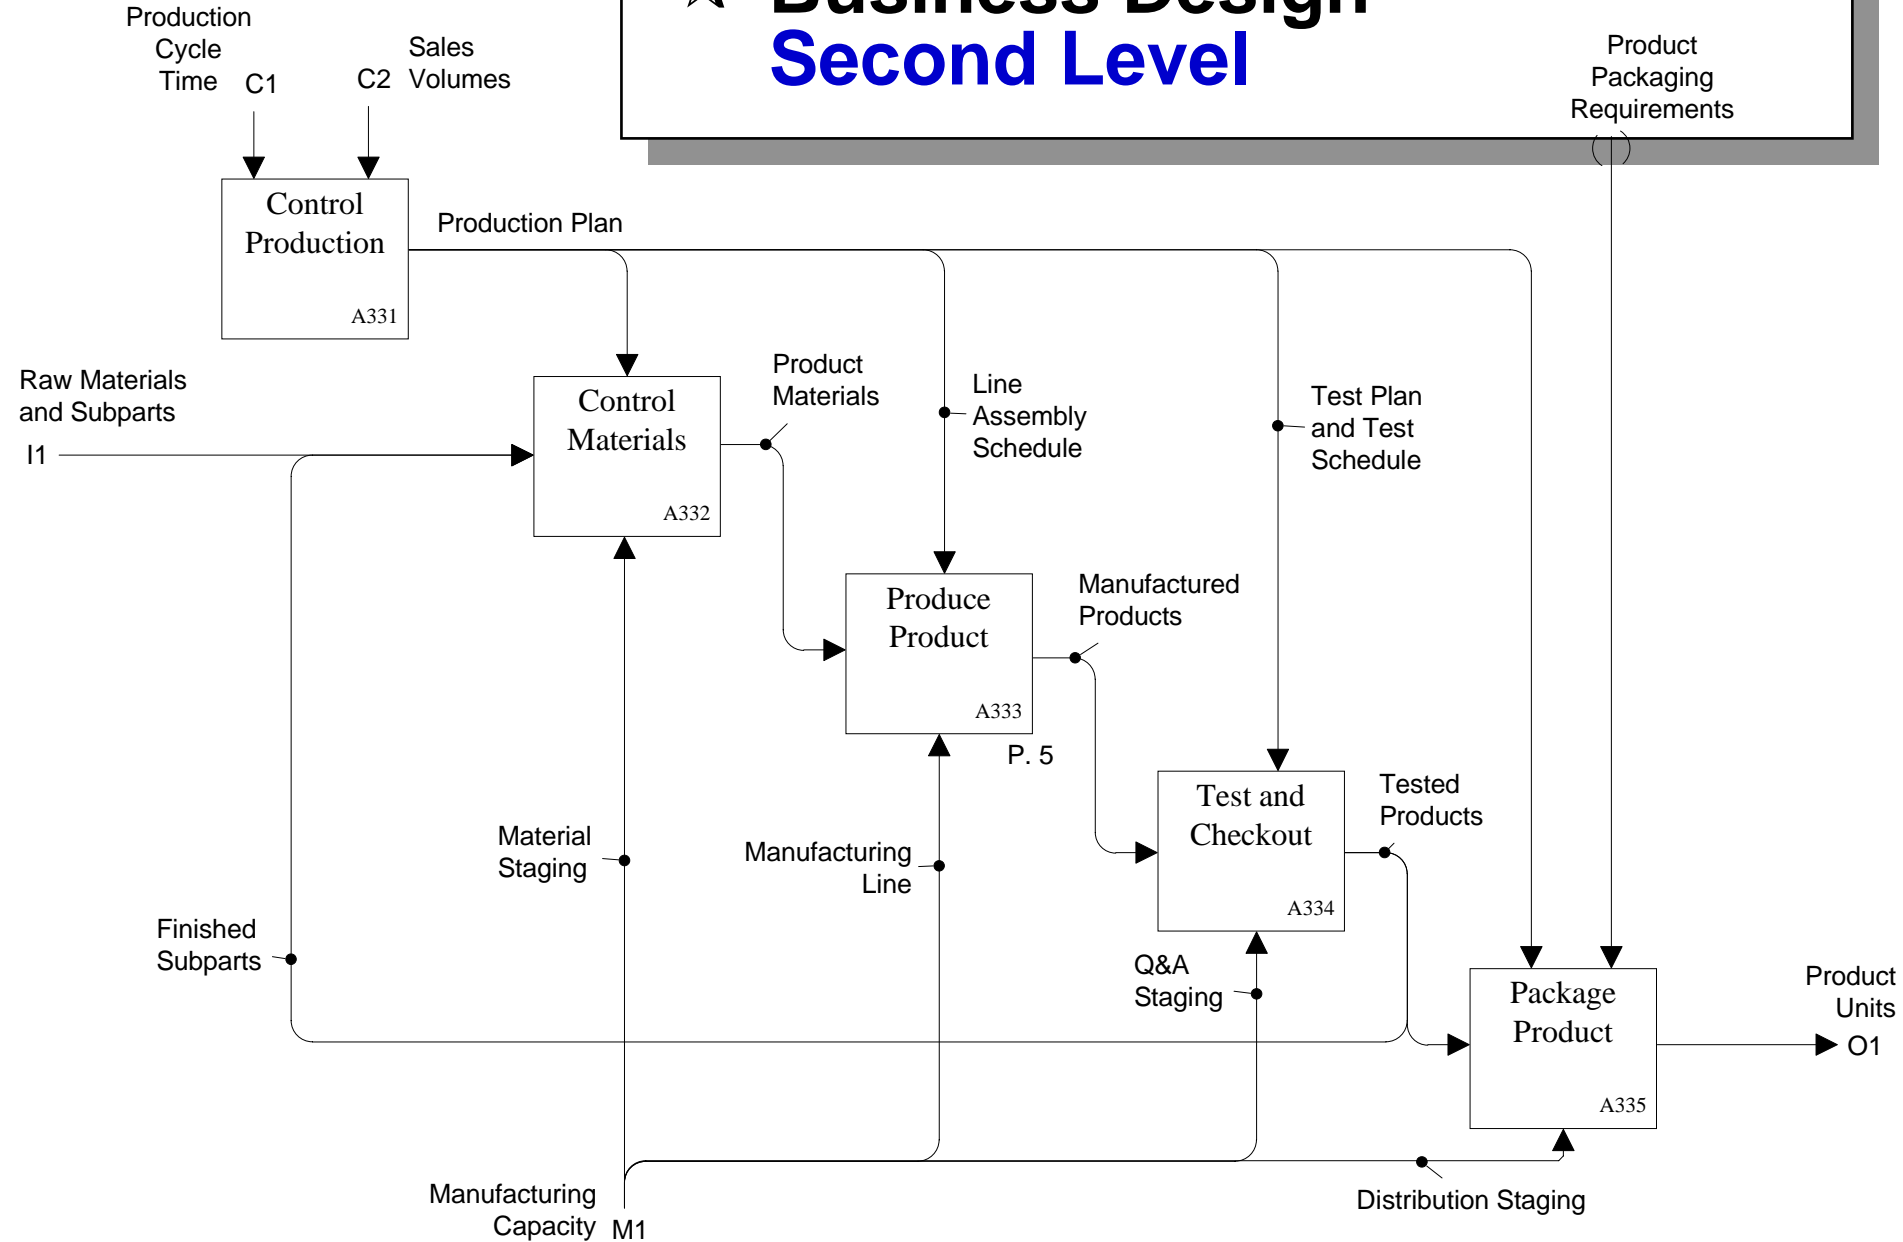 Business Design
Second Level
Production
Cycle
Time
C1
C2
Sales
Volumes
Product
Packaging
Requirements
Control
Production
A331
Production Plan
Raw Materials
and Subparts
I1
Control
Materials
A332
Product
Materials
Line
Assembly
Schedule
Test Plan
and Test
Schedule
Produce
Product
A333
P. 5
Manufactured
Products
Test and
Checkout
A334
Tested
Products
Material
Staging
Manufacturing
Line
Finished
Subparts
Q&A
Staging
Package
Product
A335
Product
Units
O1
Manufacturing
Capacity
M1
Distribution Staging